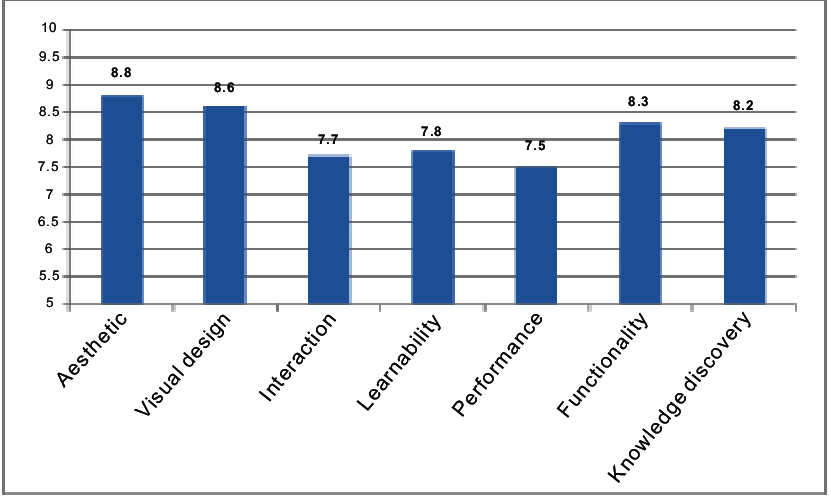 10
9.5
9
8.5
8
7.5
7
6.5
6
5.5
5
8.8
8.6
7.7
7.8
7.5
8.3
8.2
Aesthetic
Visual design
Interaction
Learnability
Performance
Functionality
Knowledge discovery